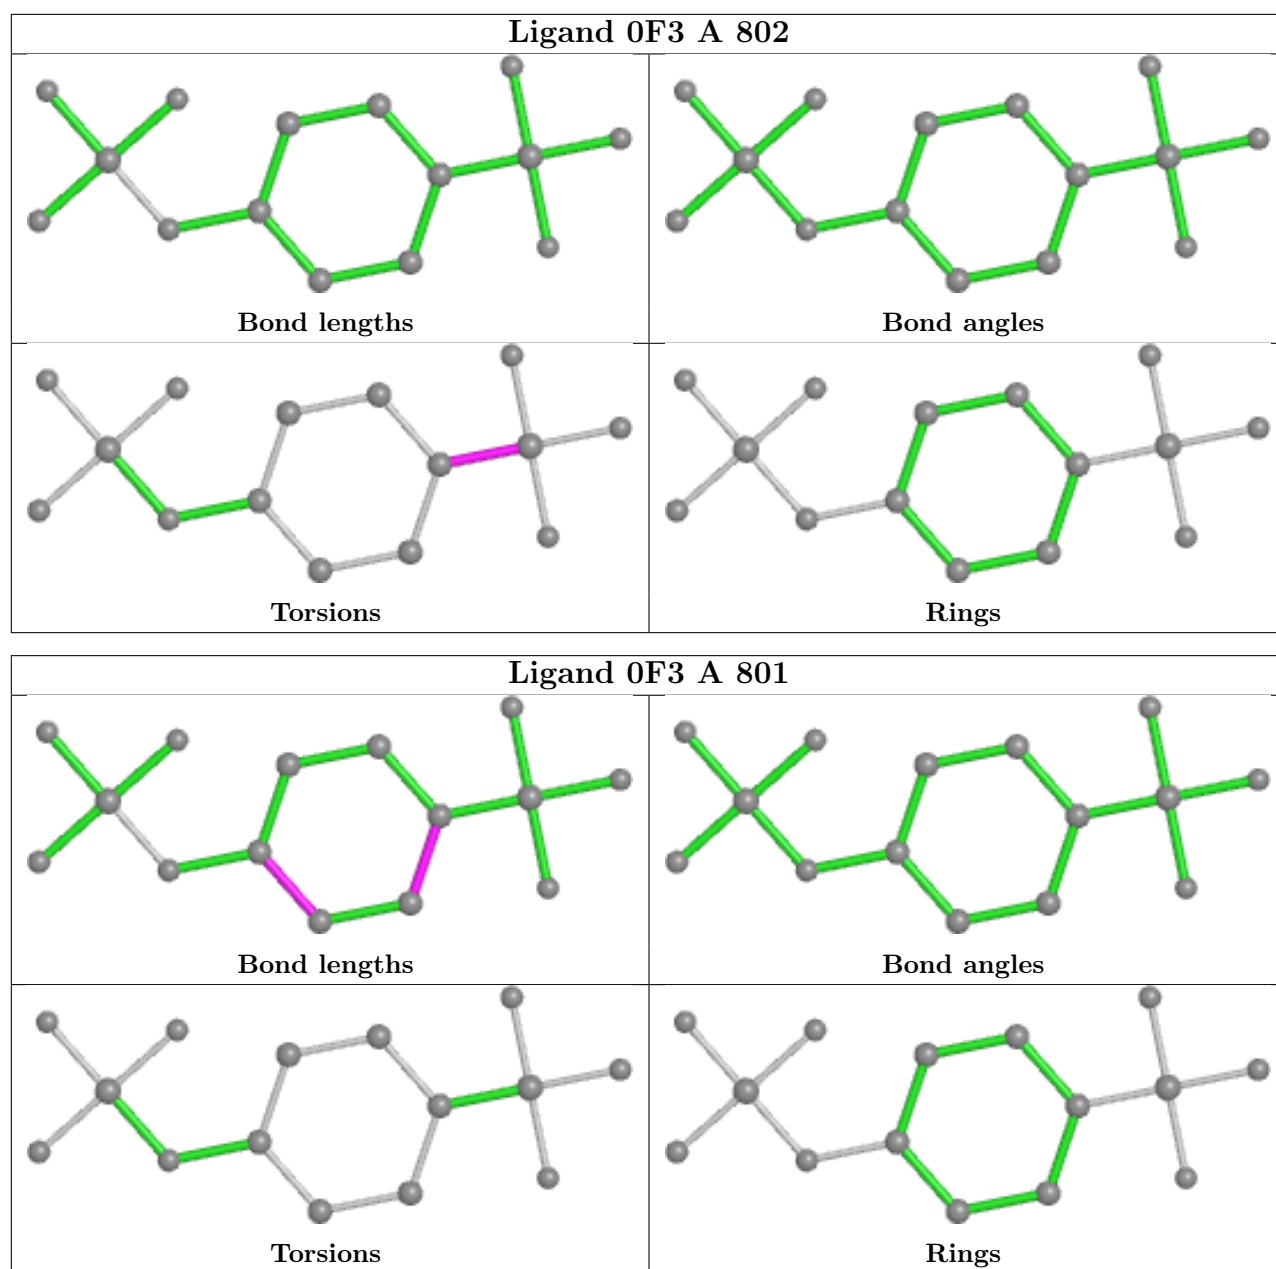 Ligand 0F3 A 802
Bond lengths
Bond angles
Torsions
Rings
Ligand 0F3 A 801
Bond lengths
Bond angles
Torsions
Rings